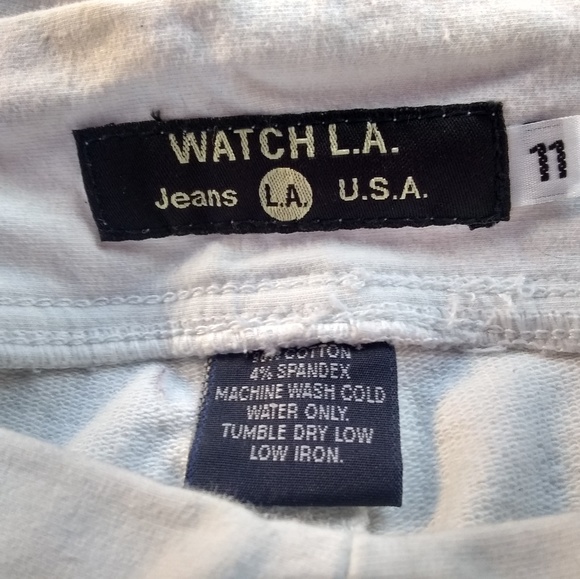 WATCH L.A.
Jeans L.A. U.S.A.
11
COTTON
4% SPANDEX
MACHINE WASH COLD
WATER ONLY.
TUMBLE DRY LOW
LOW IRON.